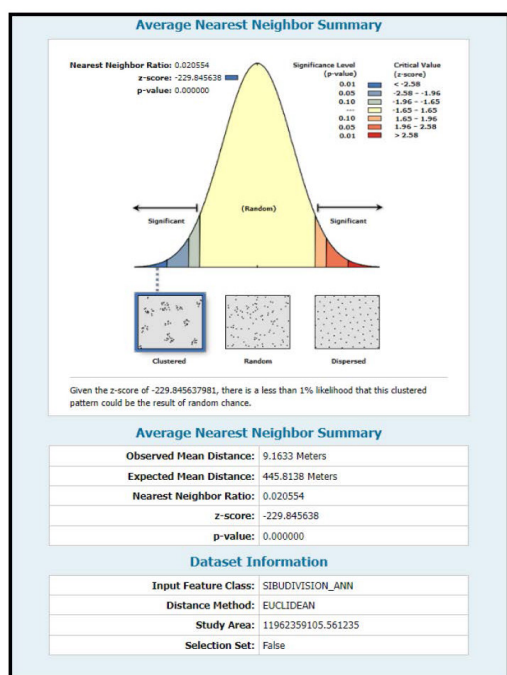 Average Nearest Neighbor Summary
Nearest Neighbor Ratio: 0.020554
z-score: -229.845638
p-value: 0.000000
Significance Level
(p-value)
Critical Value
(z-score)
0.01 < -2.58
0.05 -2.58 - -1.96
0.10 -1.96 - -1.65
--- -1.65 - 1.65
0.10 1.65 - 1.96
0.05 1.96 - 2.58
0.01 > 2.58
Significant
(Random)
Significant
Clustered
Random
Dispersed
Given the z-score of -229.845637981, there is a less than 1% likelihood that this clustered
pattern could be the result of random chance.
Average Nearest Neighbor Summary
Observed Mean Distance: 9.1633 Meters
Expected Mean Distance: 445.8138 Meters
Nearest Neighbor Ratio: 0.020554
z-score: -229.845638
p-value: 0.000000
Dataset Information
Input Feature Class: SIBUDIVISION_ANN
Distance Method: EUCLIDEAN
Study Area: 11962359105.561235
Selection Set: False